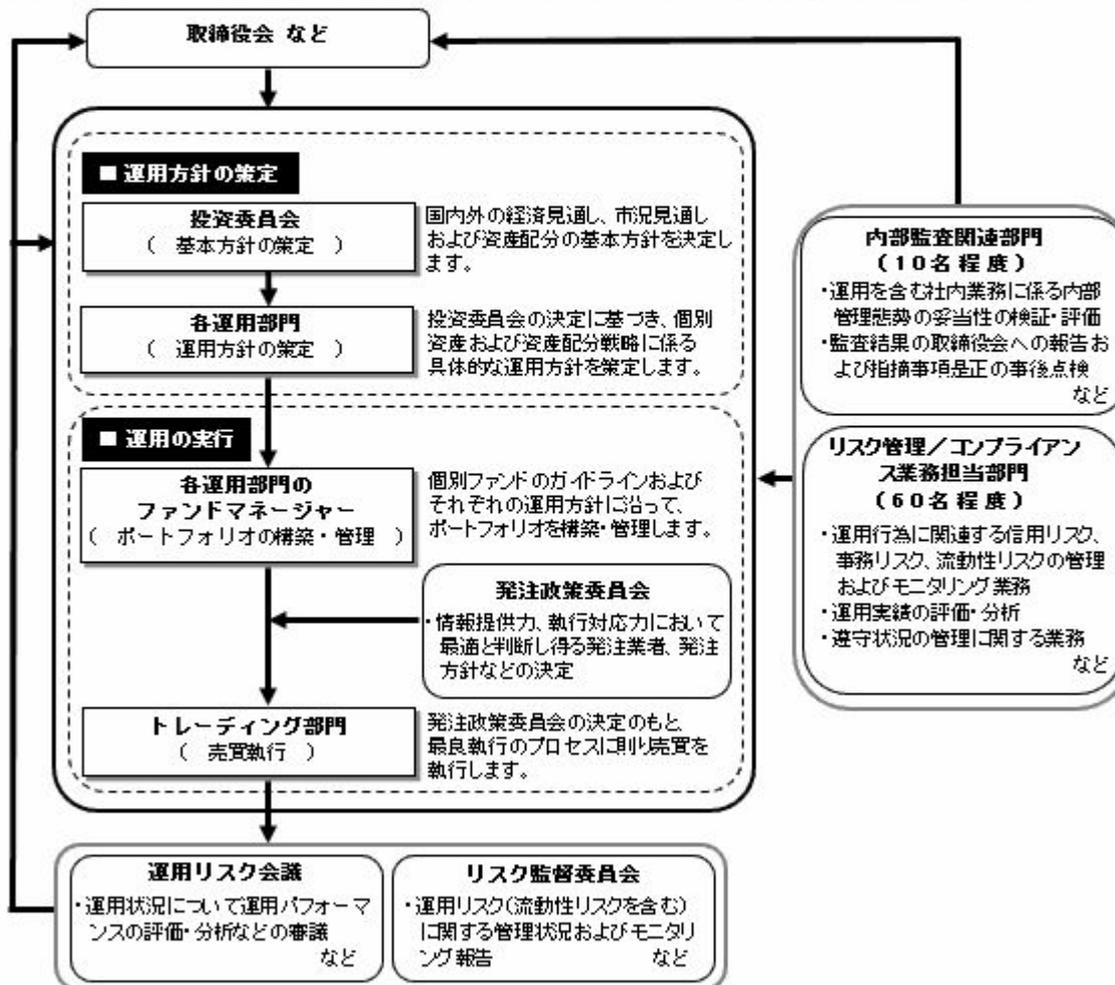 取締役会 など
■ 運用方針の策定
投資委員会
( 基本方針の策定 )
国内外の経済見通し、市況見通し
および資産配分の基本方針を決定し
ます。
各運用部門
( 運用方針の策定 )
投資委員会の決定に基づき、個別
資産および資産配分戦略に係る
具体的な運用方針を策定します。
■ 運用の実行
各運用部門の
ファンドマネージャー
( ポートフォリオの構築・管理 )
個別ファンドのガイドラインおよび
それぞれの運用方針に沿って、
ポートフォリオを構築・管理します。
発注政策委員会
・情報提供力、執行対応力において
最適と判断し得る発注業者、発注
方針などの決定
トレーディング部門
( 売買執行 )
発注政策委員会の決定のもと、
最良執行のプロセスに則り売買を
執行します。
運用リスク会議
・運用状況について運用パフォーマ
ンスの評価・分析などの審議
など
リスク監督委員会
・運用リスク(流動性リスクを含む)
に関する管理状況およびモニタリ
ング報告 など
内部監査関連部門
(10名程度)
・運用を含む社内業務に係る内部
管理態勢の妥当性の検証・評価
・監査結果の取締役会への報告お
よび指摘事項是正の事後点検
など
リスク管理/コンプライアン
ス業務担当部門
(60名程度)
・運用行為に関連する信用リスク、
事務リスク、流動性リスクの管理
およびモニタリング業務
・運用実績の評価・分析
・遵守状況の管理に関する業務
など